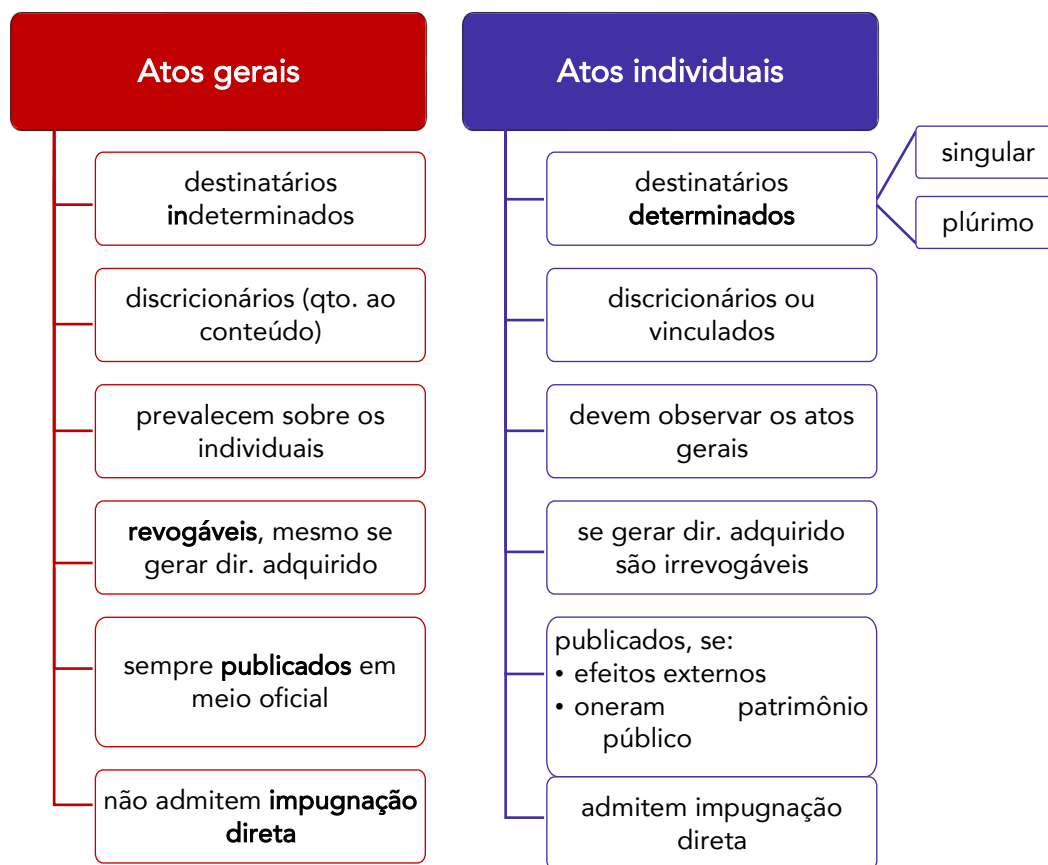 Atos gerais
destinatários
indeterminados
discricionários (qto. ao
conteúdo)
prevalecem sobre os
individuais
revogáveis, mesmo se
gerar dir. adquirido
sempre publicados em
meio oficial
não admitem impugnação
direta
Atos individuais
destinatários
determinados
singular
plúrimo
discricionários ou
vinculados
devem observar os atos
gerais
se gerar dir. adquirido
são irrevogáveis
publicados, se:
• efeitos externos
• oneram patrimônio
público
admitem impugnação
direta